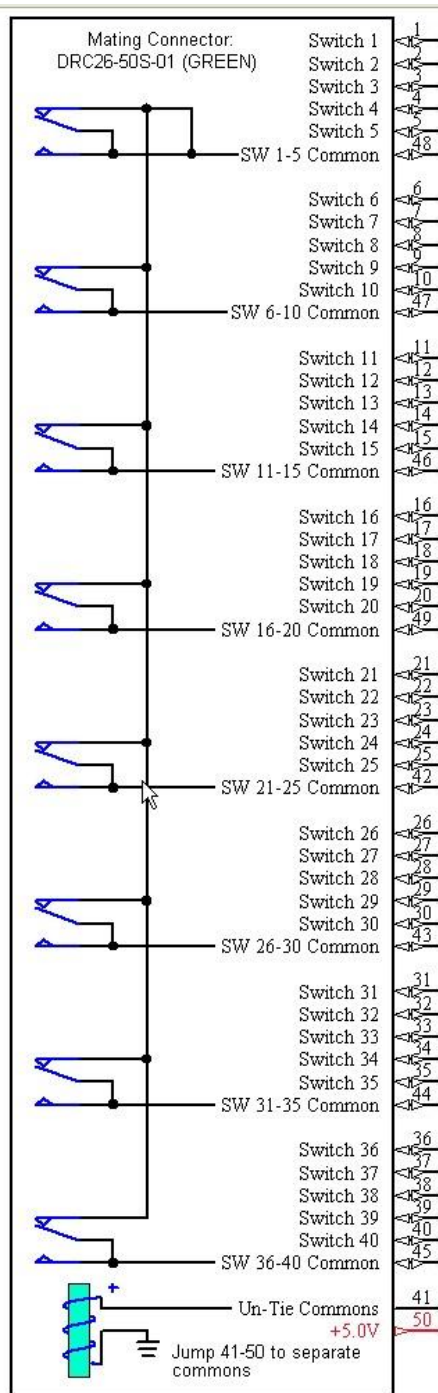 Mating Connector:
DRC26-50S-01 (GREEN)
Switch 1 1
Switch 2 2
Switch 3 3
Switch 4 4
Switch 5 5
SW 1-5 Common 48
Switch 6 6
Switch 7 7
Switch 8 8
Switch 9 9
Switch 10 10
SW 6-10 Common 47
Switch 11 11
Switch 12 12
Switch 13 13
Switch 14 14
Switch 15 15
SW 11-15 Common 46
Switch 16 16
Switch 17 17
Switch 18 18
Switch 19 19
Switch 20 20
SW 16-20 Common 49
Switch 21 21
Switch 22 22
Switch 23 23
Switch 24 24
Switch 25 25
SW 21-25 Common 42
Switch 26 26
Switch 27 27
Switch 28 28
Switch 29 29
Switch 30 30
SW 26-30 Common 43
Switch 31 31
Switch 32 32
Switch 33 33
Switch 34 34
Switch 35 35
SW 31-35 Common 44
Switch 36 36
Switch 37 37
Switch 38 38
Switch 39 39
Switch 40 40
SW 36-40 Common 45
+
Un-Tie Commons 41
+5.0V 50
Jump 41-50 to separate
commons